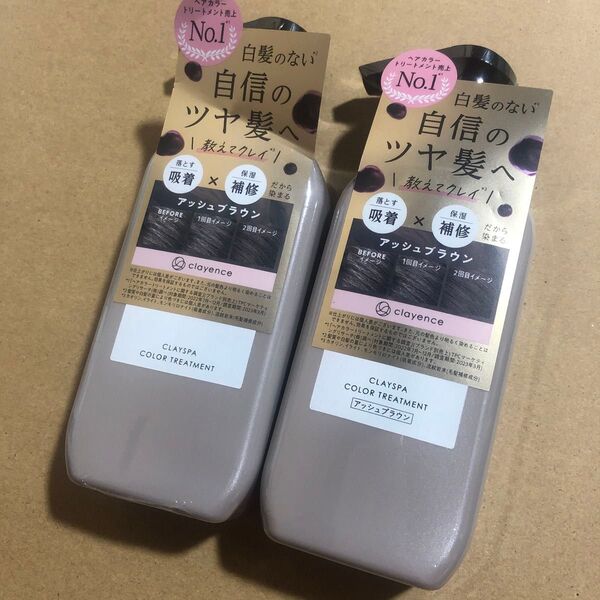 ヘアカラー
トリートメント売上
No.1
白髪のない
自信の
ツヤ髪へ
\教えてクレイ/
落とす
吸着
×
保湿
補修
だから
染まる
アッシュブラウン
BEFORE
イメージ
1回目イメージ
2回目イメージ
clayence
CLAYSPA
COLOR TREATMENT
ヘアカラー
トリートメント売上
No.1
白髪のない
自信の
ツヤ髪へ
\教えてクレイ/
落とす
吸着
×
保湿
補修
だから
染まる
アッシュブラウン
BEFORE
イメージ
1回目イメージ
2回目イメージ
clayence
CLAYSPA
COLOR TREATMENT
アッシュブラウン